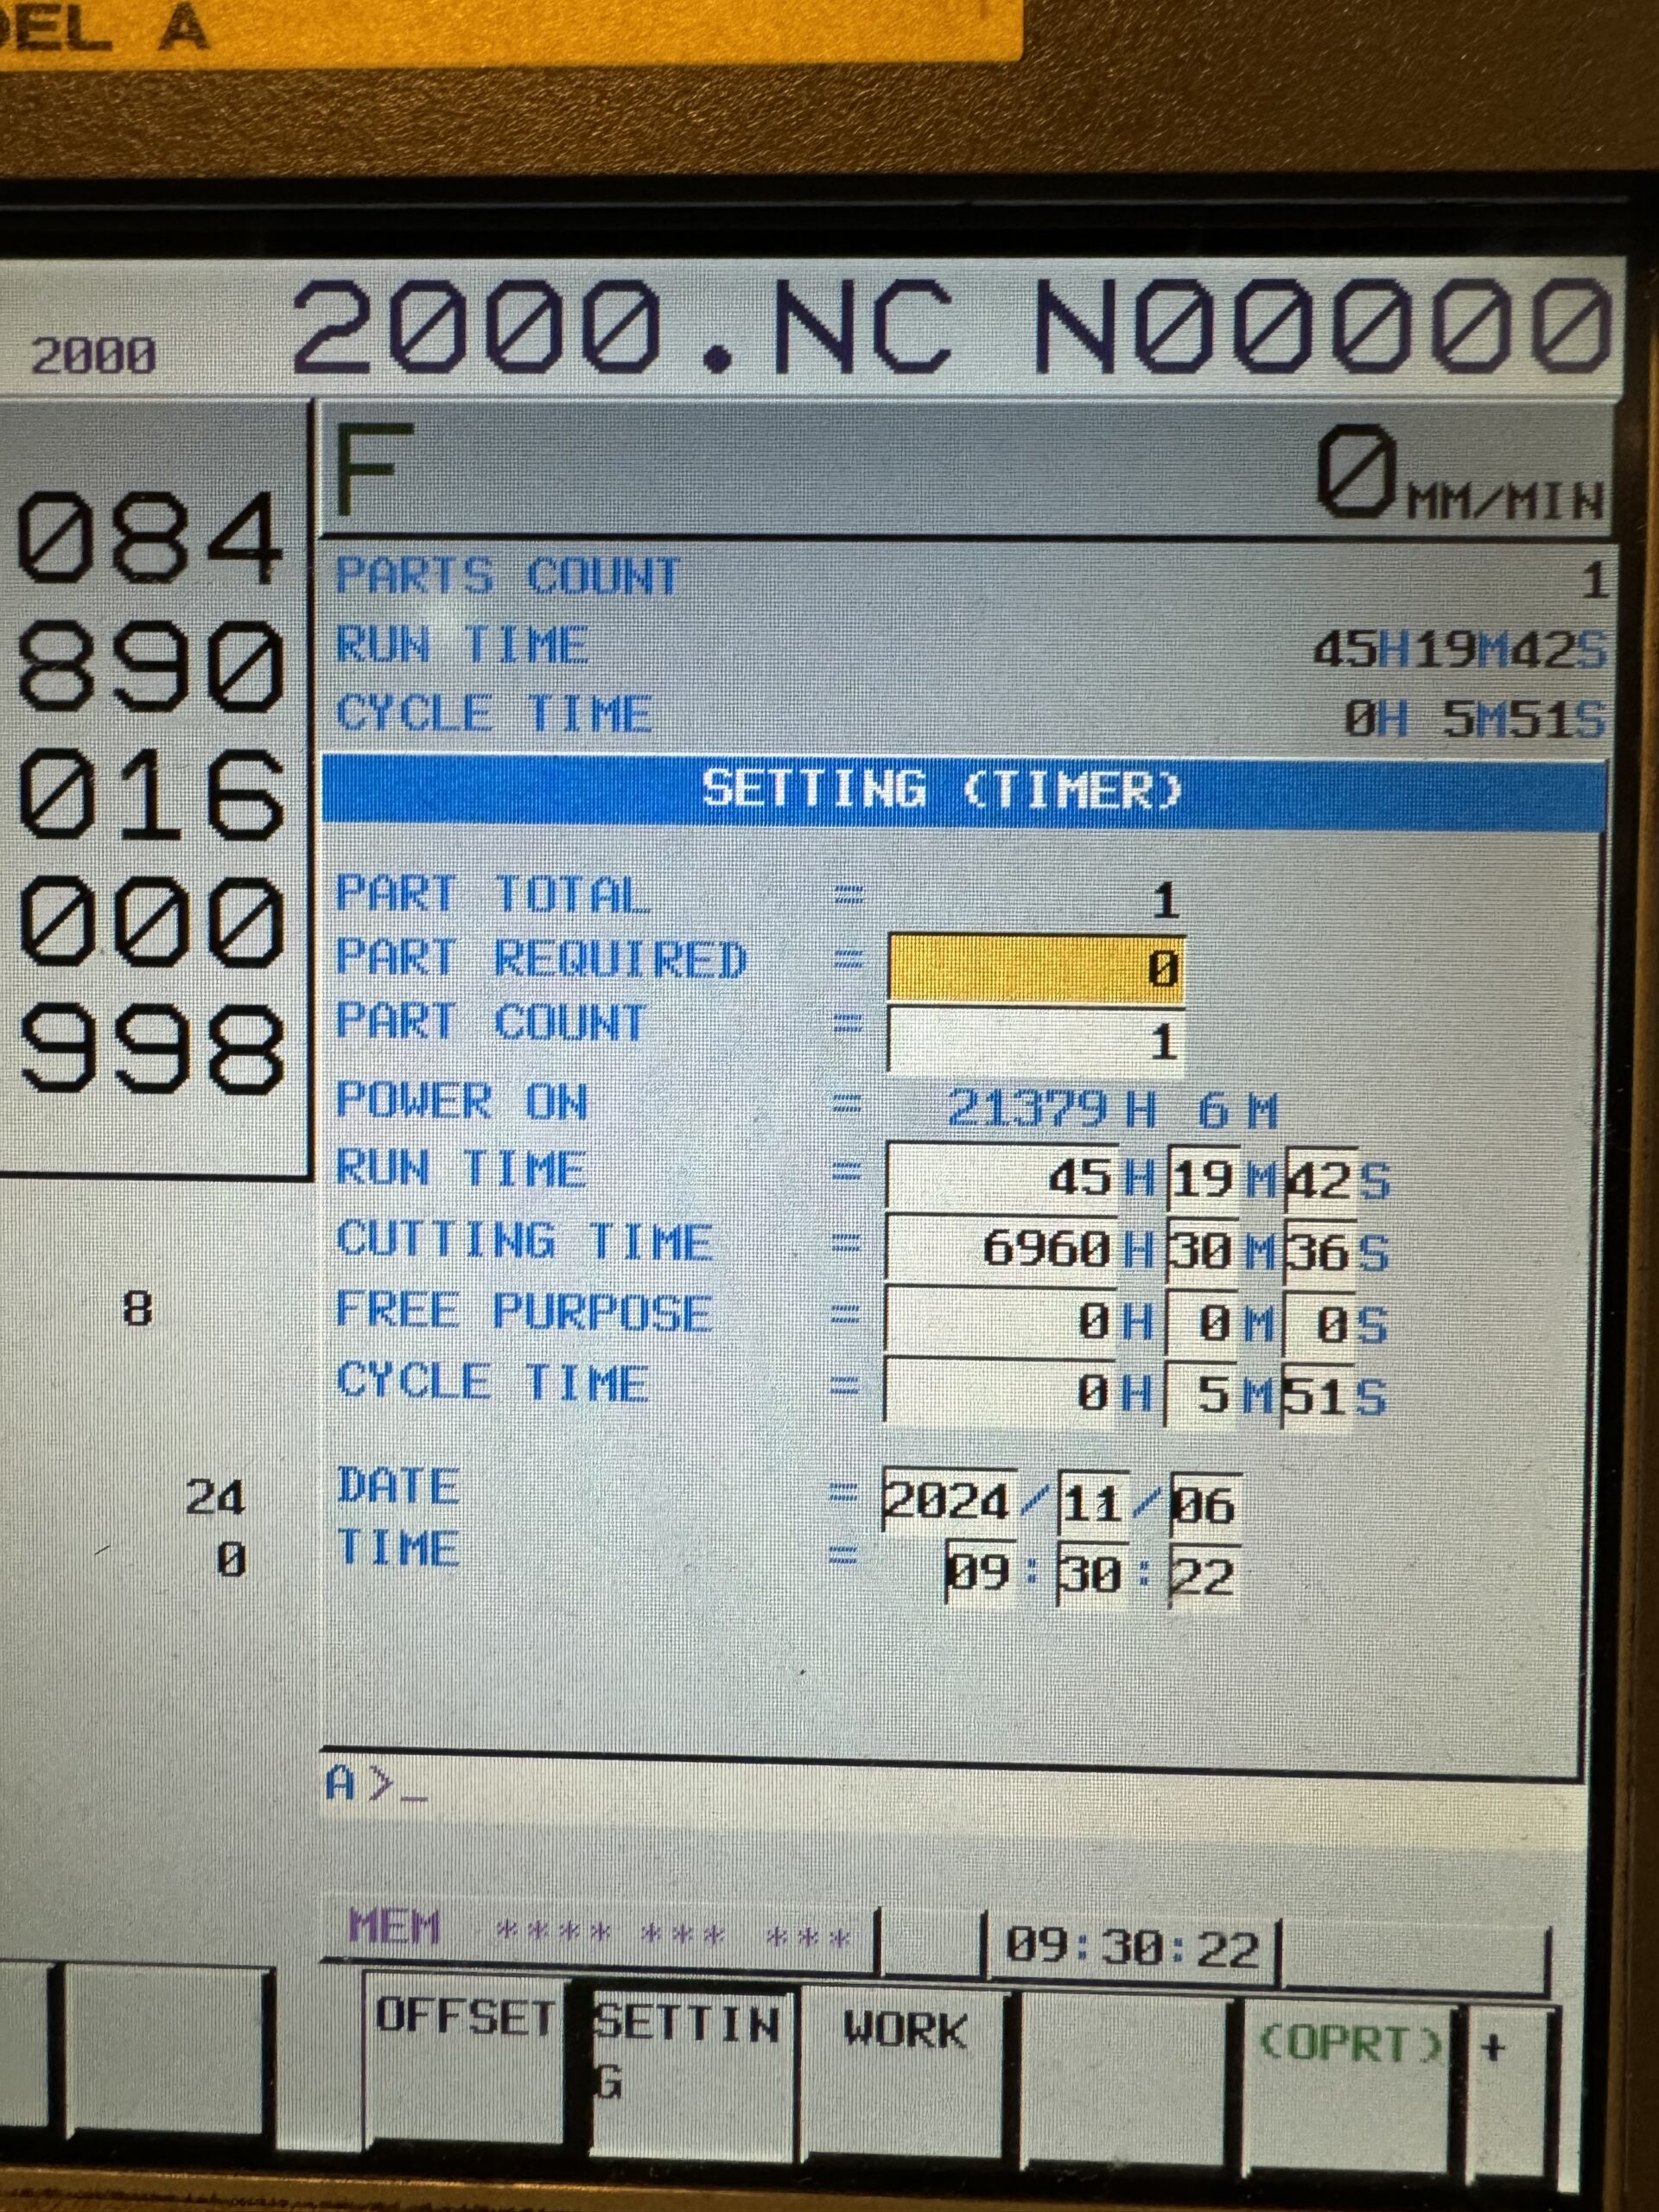 DEL A
2000 2000.NC N00000
F 0 MM/MIN
084
890
016
000
998
PARTS COUNT 1
RUN TIME 45H19M42S
CYCLE TIME 0H 5M51S
SETTING (TIMER)
PART TOTAL = 1
PART REQUIRED = 0
PART COUNT = 1
POWER ON = 21379 H 6 M
RUN TIME = 45 H 19 M 42 S
CUTTING TIME = 6960 H 30 M 36 S
8
FREE PURPOSE = 0 H 0 M 0 S
CYCLE TIME = 0 H 5 M 51 S
24
DATE = 2024/11/06
0
TIME = 09:30:22
A>_
MEM **** *** *** 09:30:22
OFFSET SETTIN WORK (OPRT) +
G